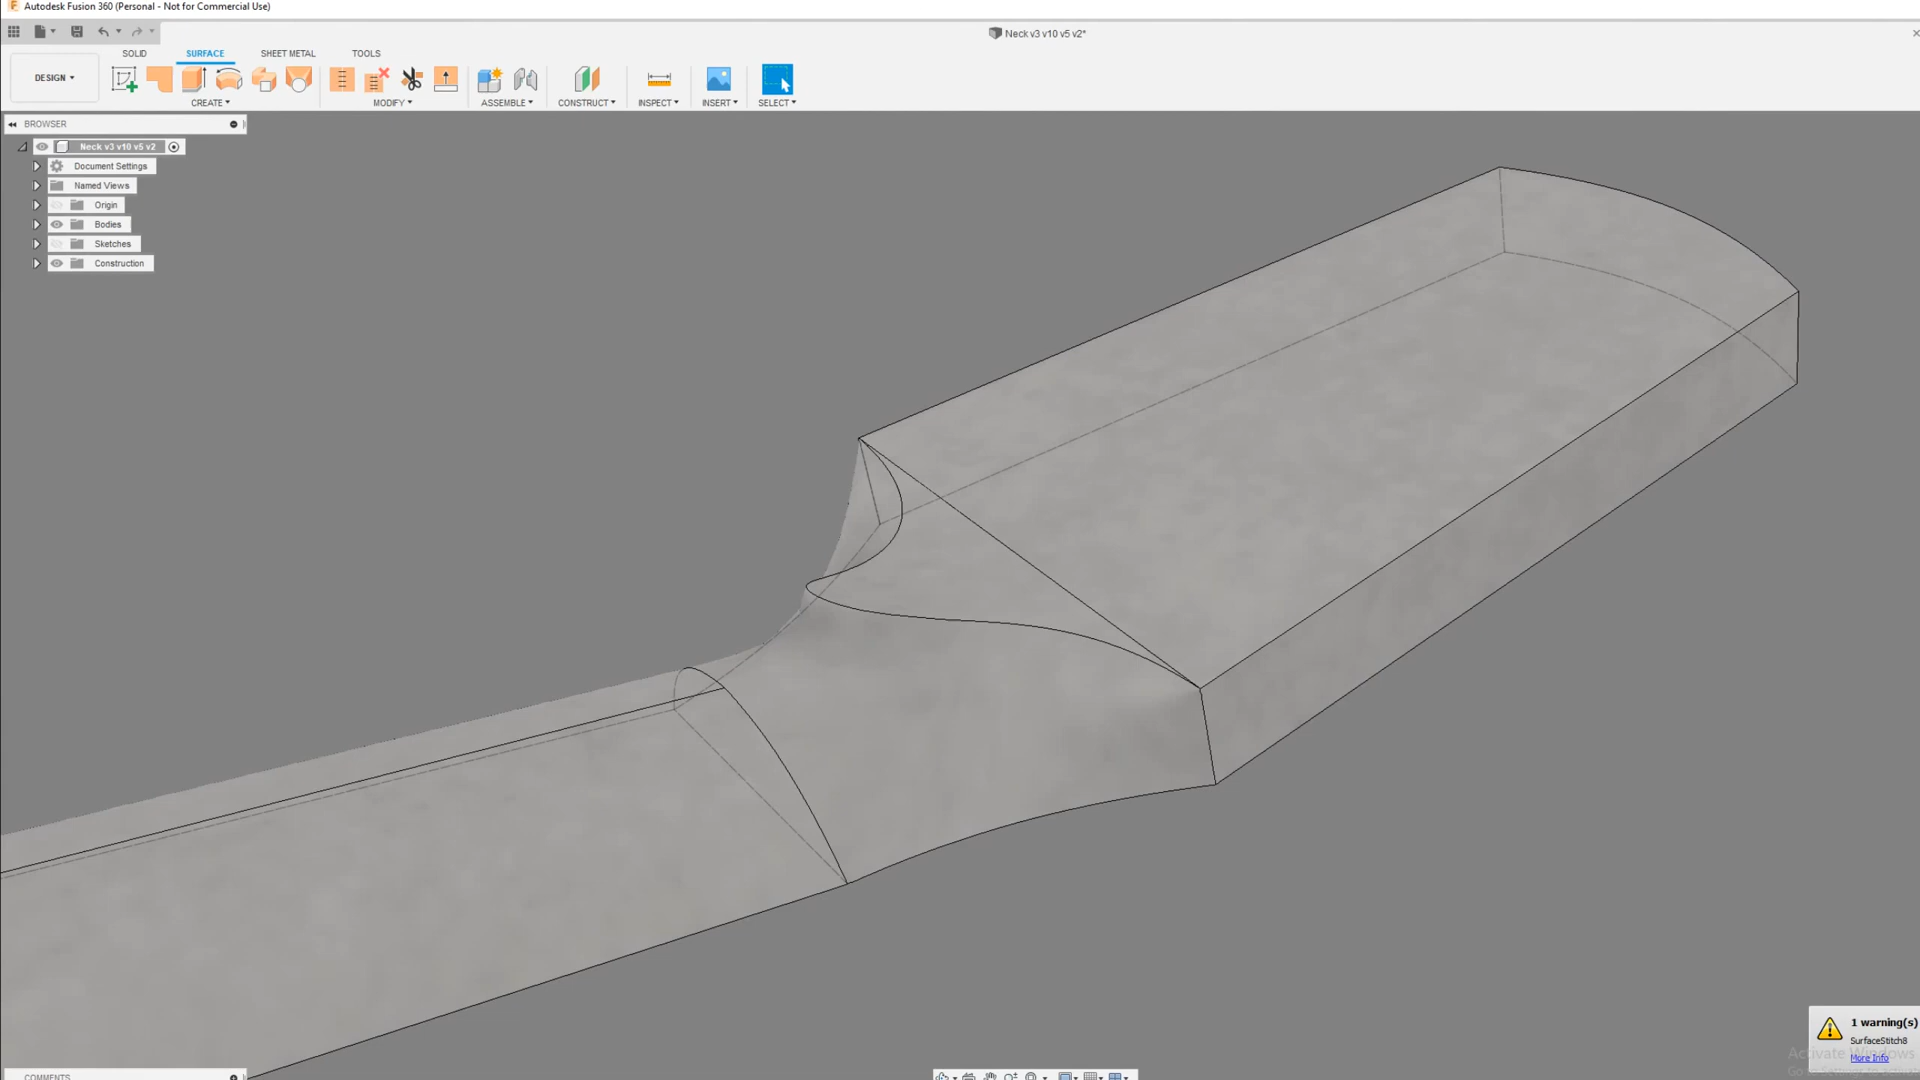 Autodesk Fusion 360 (Personal - Not for Commercial Use)
Neck v3 v10 v5 v2*
SOLID SURFACE SHEET METAL TOOLS
DESIGN
CREATE MODIFY ASSEMBLE CONSTRUCT INSPECT INSERT SELECT
BROWSER
Neck v3 v10 v5 v2
Document Settings
Named Views
Origin
Bodies
Sketches
Construction
1 warning(s)
SurfaceStitch8
Activate Windows
More Info
COMMENTS